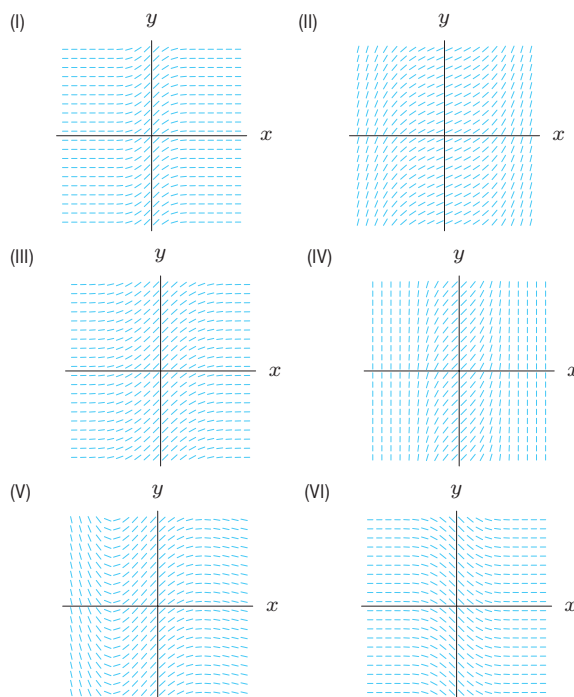 (I) y (II) y
x x
(III) y (IV) y
x x
(V) y (VI) y
x x